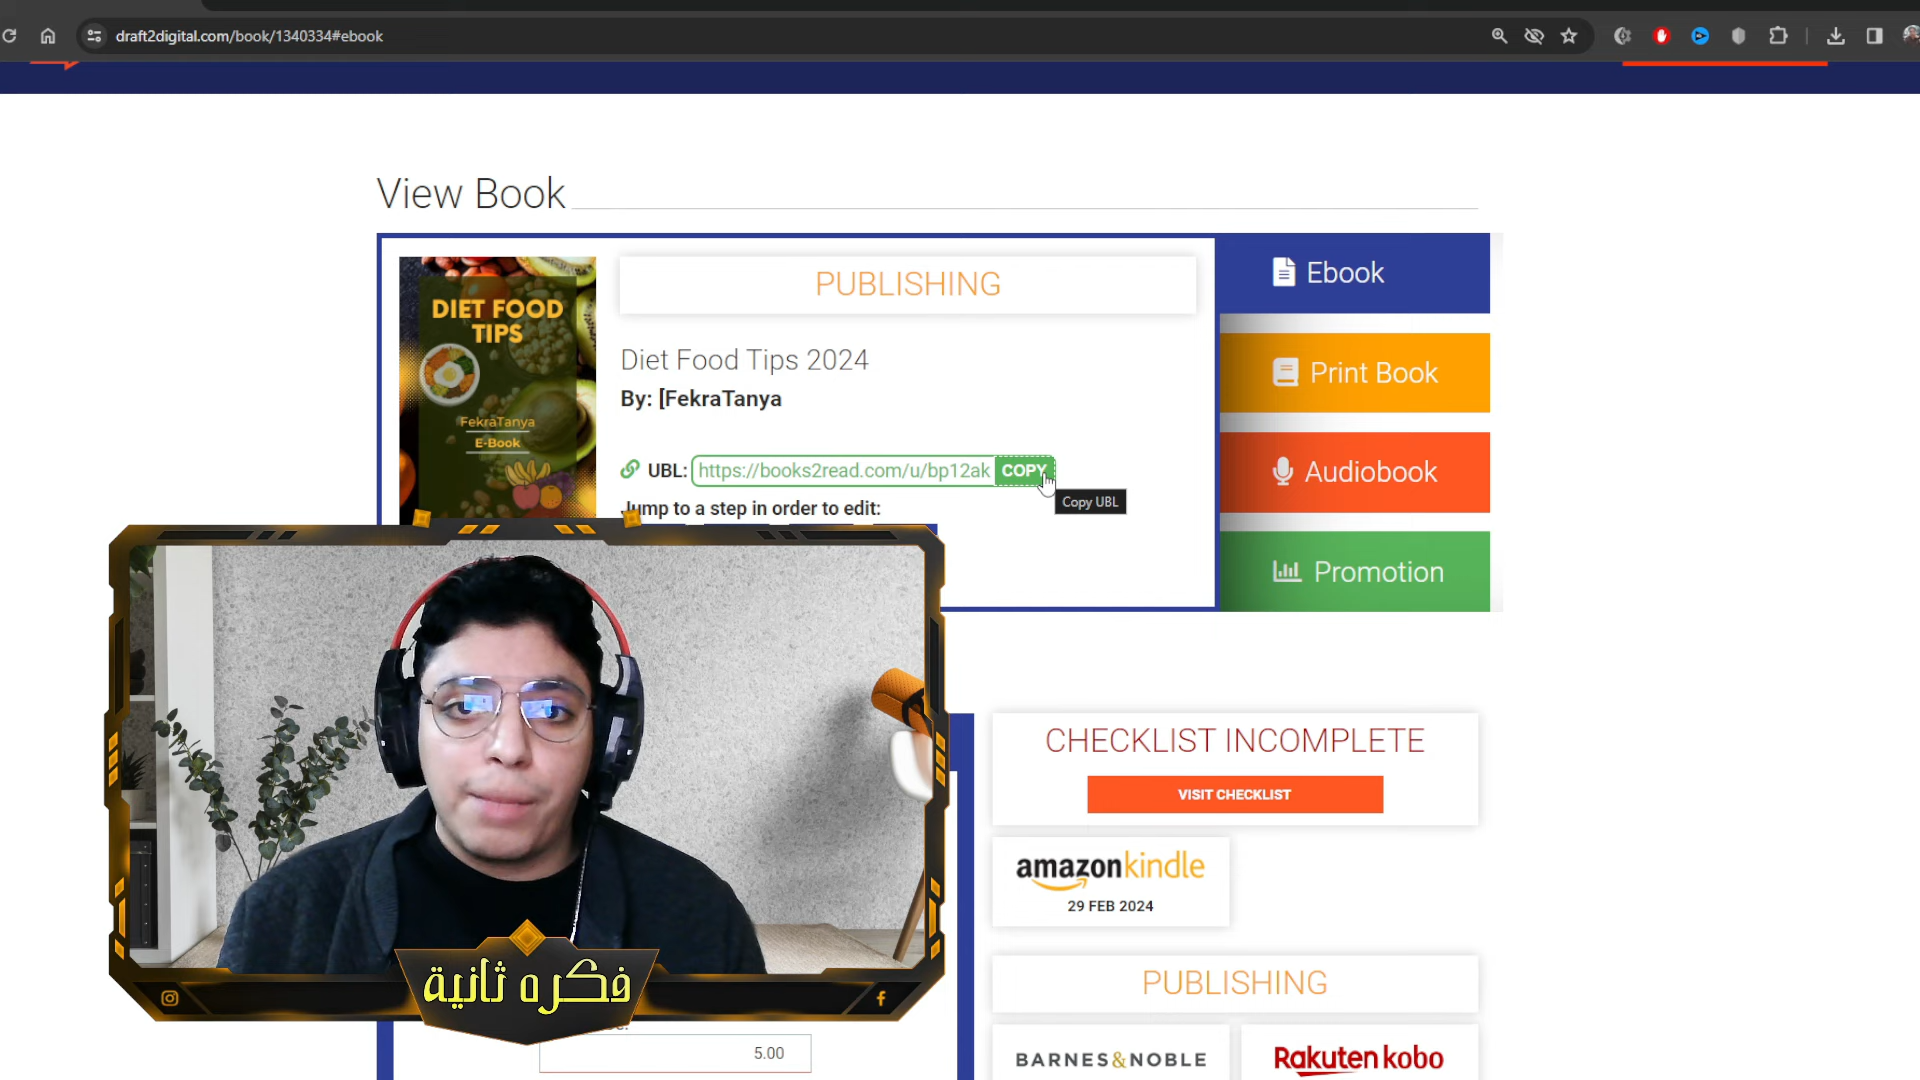 draft2digital.com/book/1340334#ebook
View Book
DIET FOOD
TIPS
FekraTanya
E-Book
PUBLISHING
Diet Food Tips 2024
By: [FekraTanya
UBL: https://books2read.com/u/bp12ak COPY
Copy UBL
Jump to a step in order to edit:
Ebook
Print Book
Audiobook
Promotion
فكره ثانية
5.00
CHECKLIST INCOMPLETE
VISIT CHECKLIST
amazonkindle
29 FEB 2024
PUBLISHING
BARNES&NOBLE
Rakuten kobo